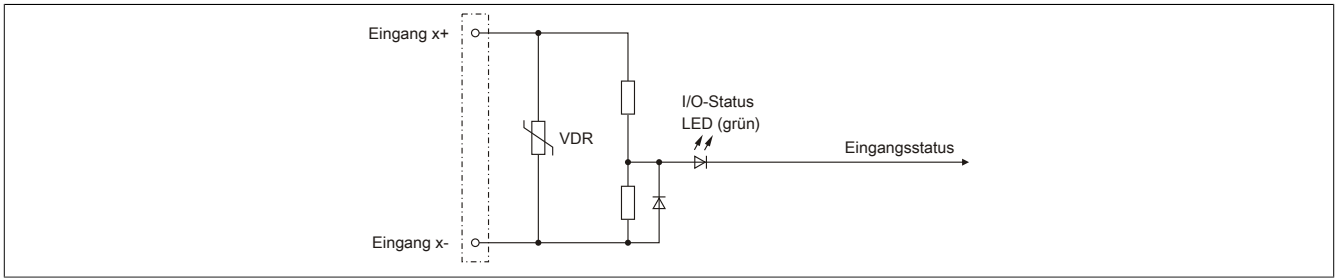 Eingang x+
I/O-Status
LED (grün)
VDR
Eingangsstatus
Eingang x-